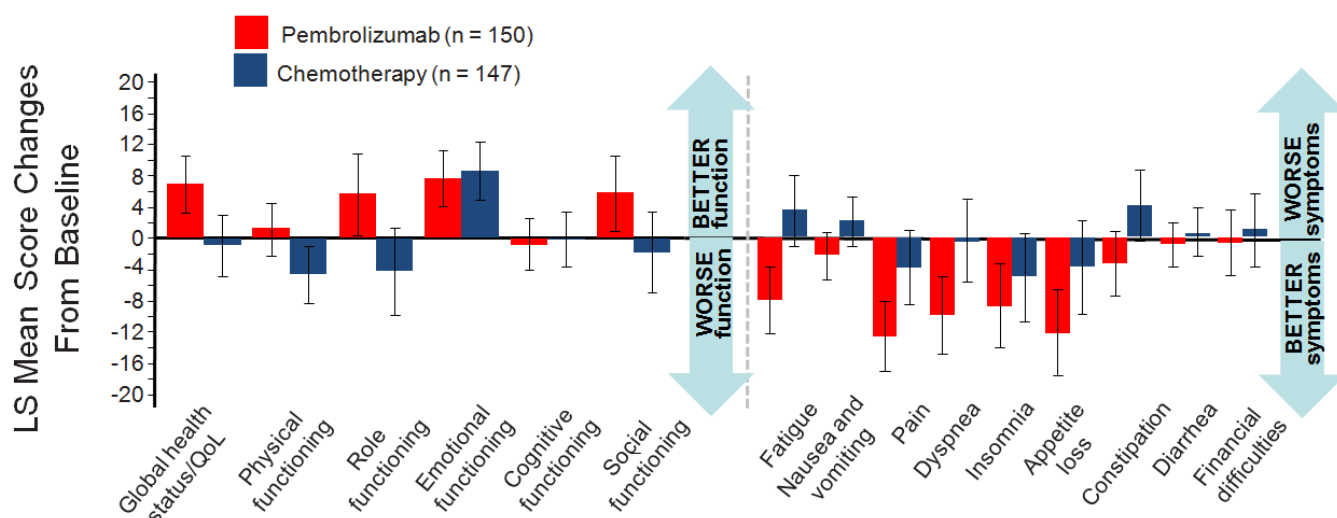 Pembrolizumab (n = 150)
Chemotherapy (n = 147)
LS Mean Score Changes
From Baseline
20
16
12
8
4
0
-4
-8
-12
-16
-20
BETTER
function
WORSE
function
WORSE
symptoms
BETTER
symptoms
Global health
status/QoL
Physical
functioning
Role
functioning
Emotional
functioning
Cognitive
functioning
Social
functioning
Fatigue
Nausea and
vomiting
Pain
Dyspnea
Insomnia
Appetite
loss
Constipation
Diarrhea
Financial
difficulties